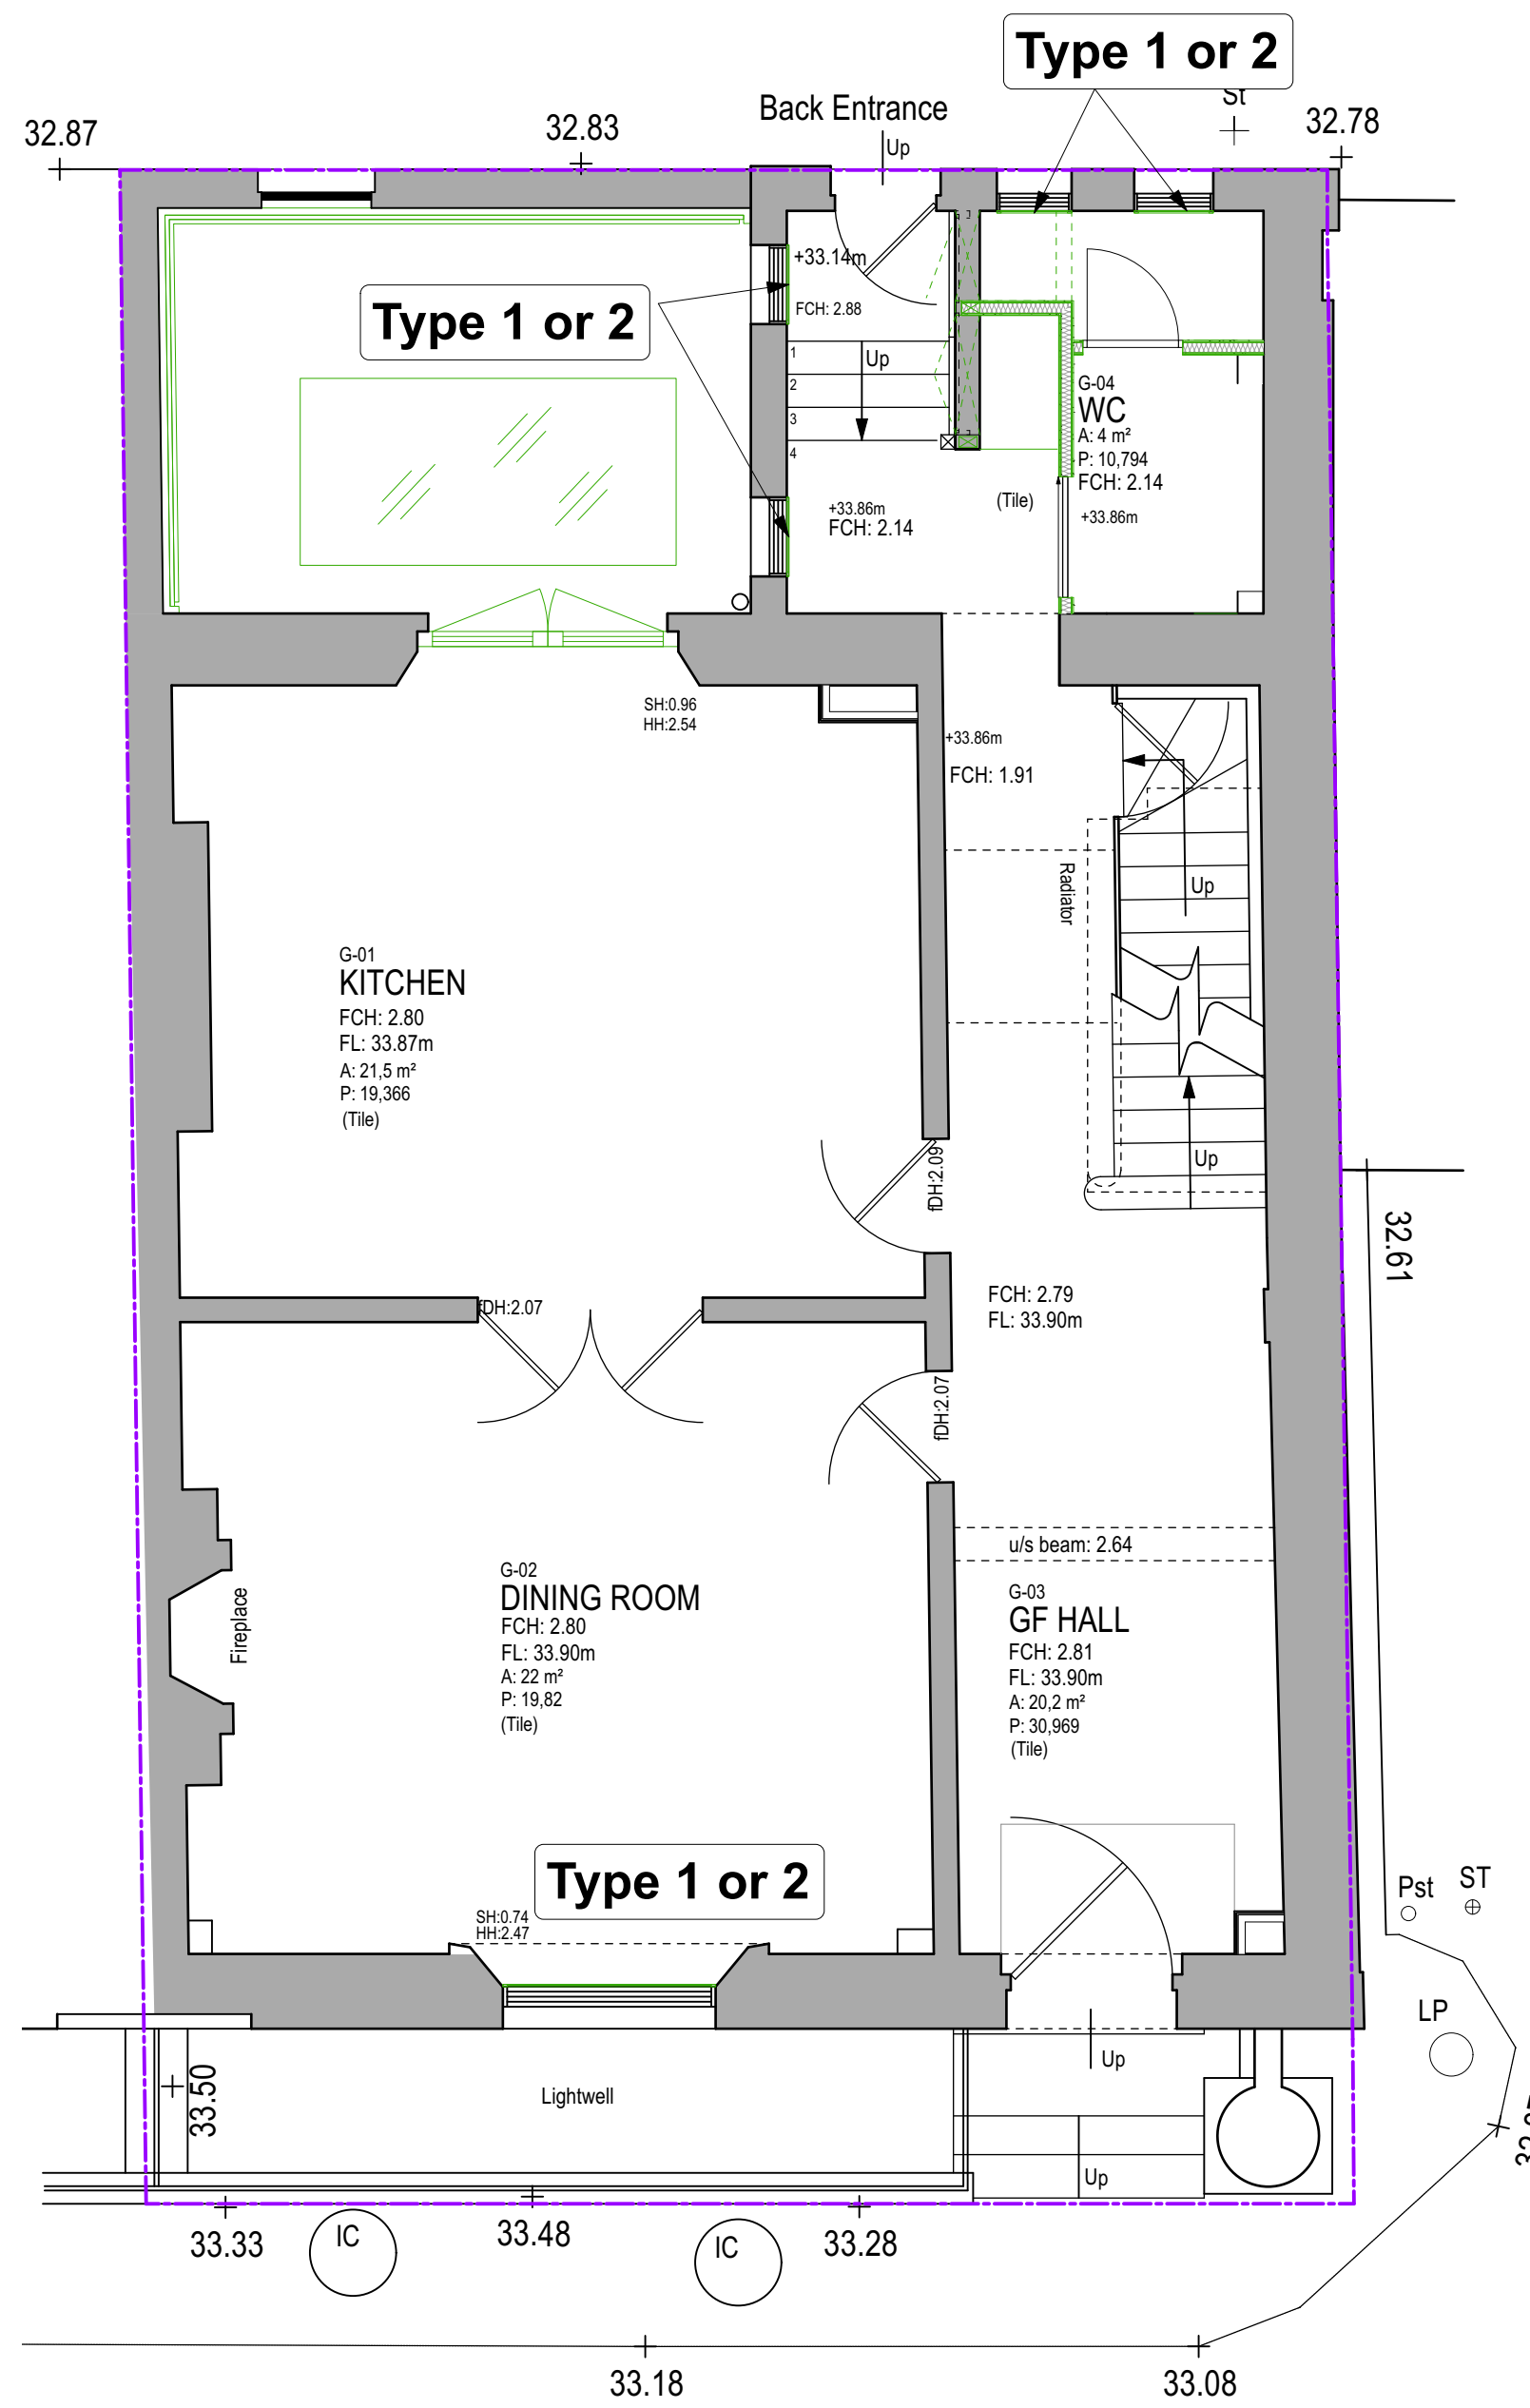 Type 1 or 2
St
Back Entrance
32.87
32.83
32.78
Up
+33.14m
FCH: 2.88
Type 1 or 2
1
2
3
4
Up
G-04
WC
A: 4 m²
P: 10,794
FCH: 2.14
+33.86m
(Tile)
+33.86m
FCH: 2.14
SH:0.96
HH:2.54
+33.86m
FCH: 1.91
Radiator
Up
G-01
KITCHEN
FCH: 2.80
FL: 33.87m
A: 21,5 m²
P: 19,366
(Tile)
fDH:2.09
Up
32.61
FCH: 2.79
FL: 33.90m
fDH:2.07
fDH:2.07
u/s beam: 2.64
G-02
DINING ROOM
FCH: 2.80
FL: 33.90m
A: 22 m²
P: 19,82
(Tile)
Fireplace
G-03
GF HALL
FCH: 2.81
FL: 33.90m
A: 20,2 m²
P: 30,969
(Tile)
Type 1 or 2
SH:0.74
HH:2.47
Pst
ST
LP
Up
33.50
Lightwell
Up
33.33
IC
33.48
IC
33.28
33.18
33.08